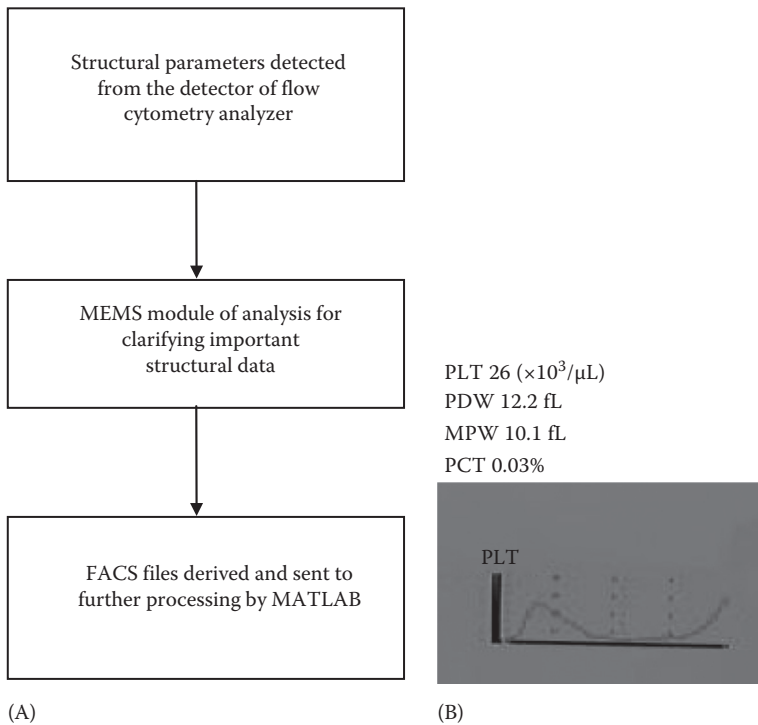 Structural parameters detected
from the detector of flow
cytometry analyzer
MEMS module of analysis for
clarifying important
structural data
FACS files derived and sent to
further processing by MATLAB
(A)
PLT 26 (×10³/µL)
PDW 12.2 fL
MPW 10.1 fL
PCT 0.03%
PLT
(B)